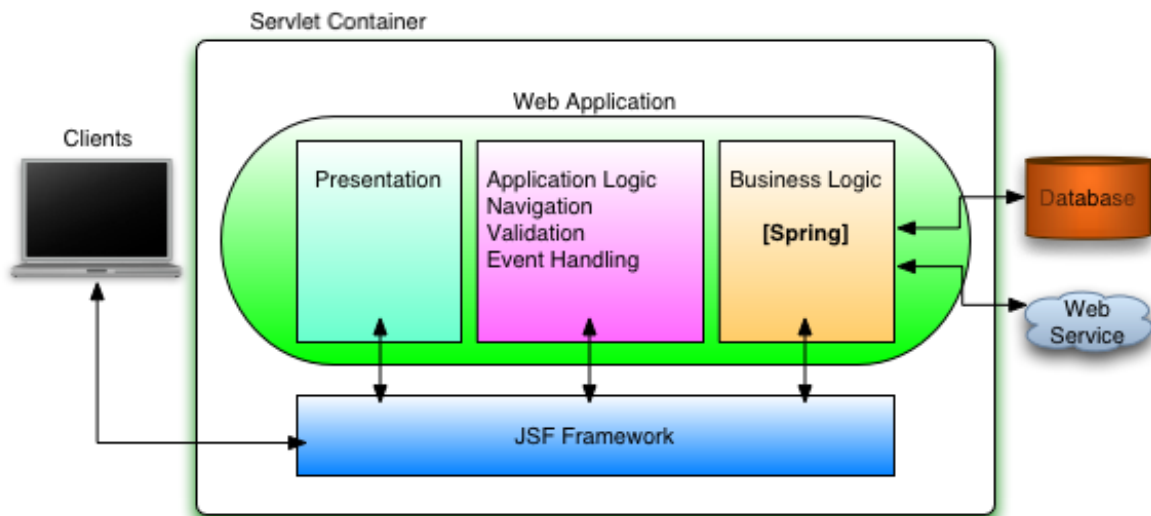 Servlet Container
Web Application
Clients
Presentation
Application Logic
Navigation
Validation
Event Handling
Business Logic
[Spring]
Database
Web
Service
JSF Framework